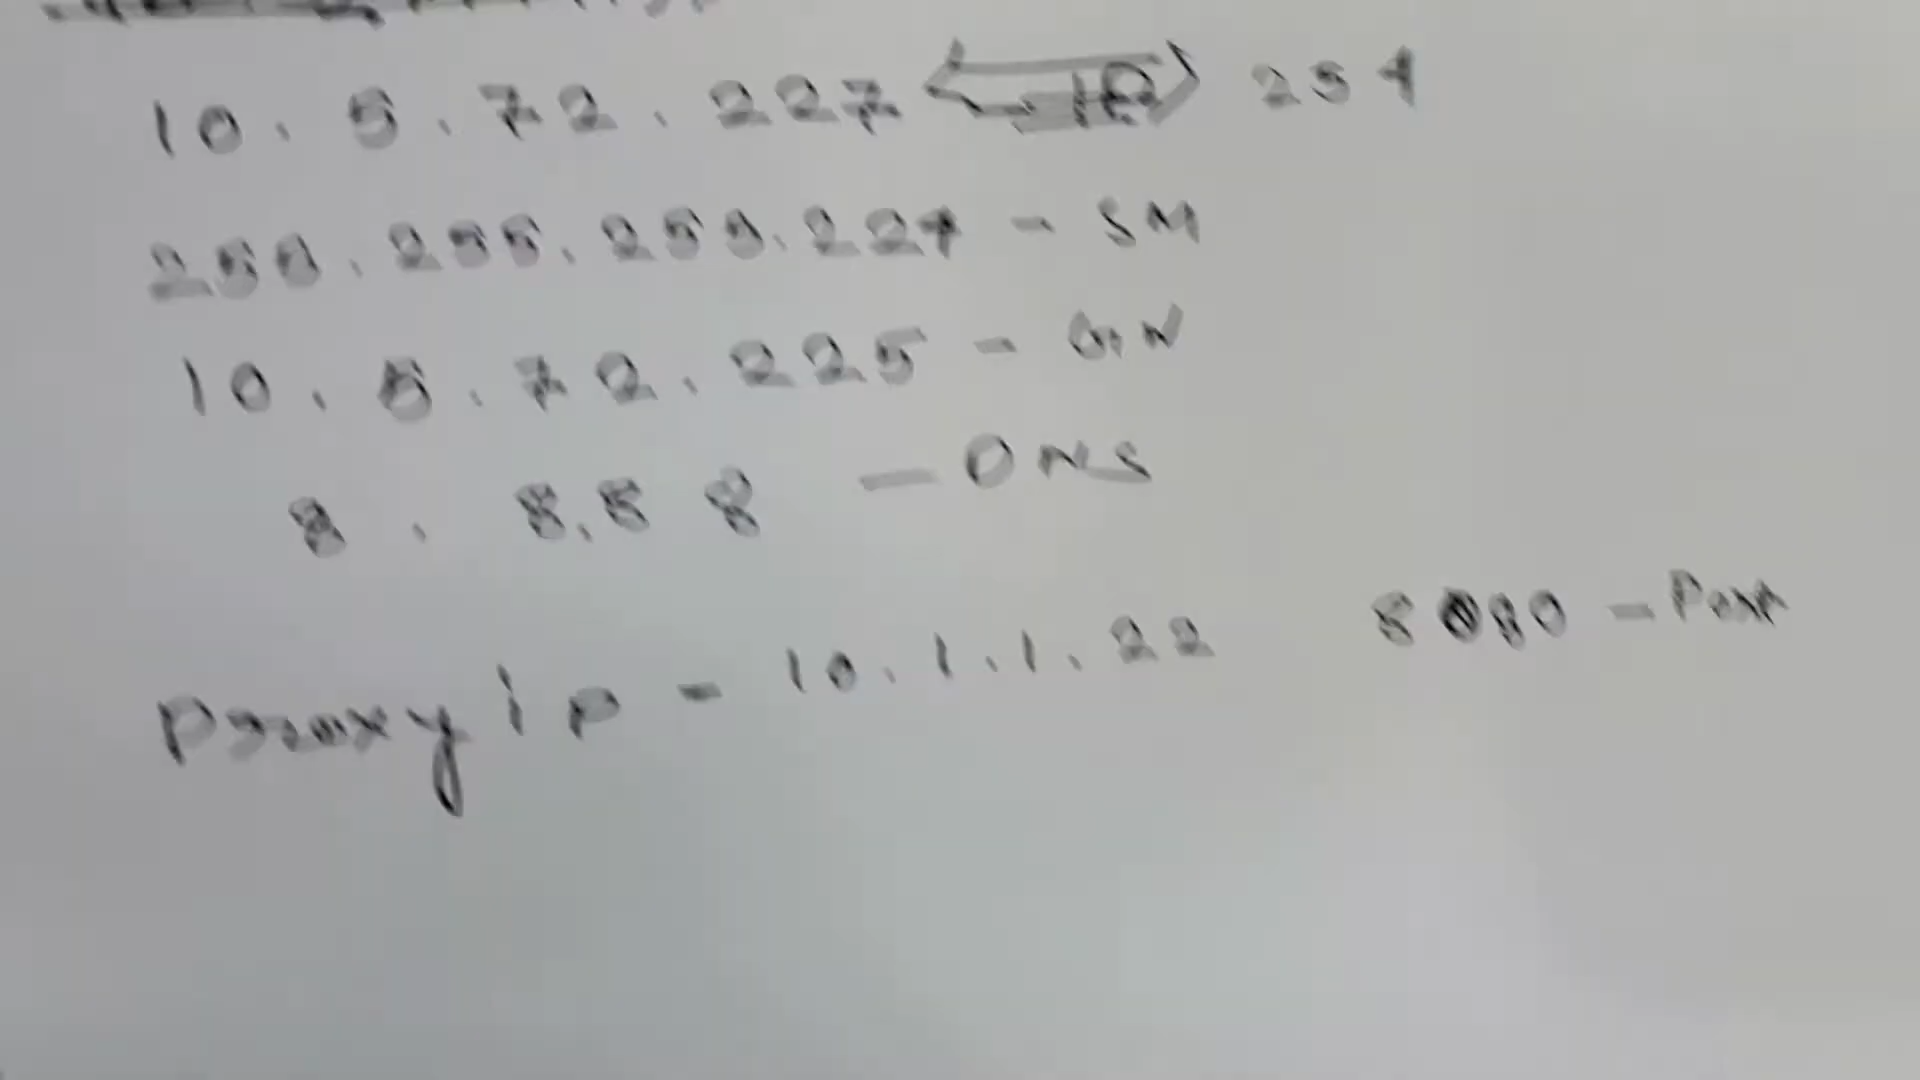 10.5.72.227 ⟷ IP 254
255.255.255.224 - SM
10.5.72.225 - GW
8.8.8 8 - DNS
Proxy ip - 10.1.1.22 8080 - Port